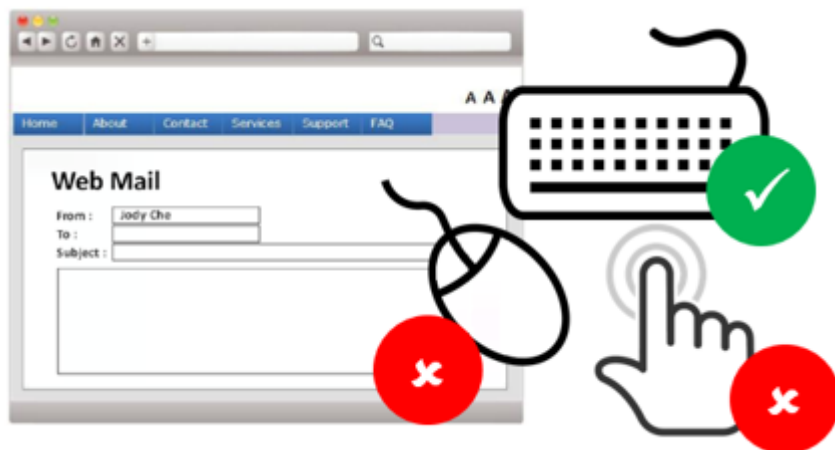 A A A
Home About Contact Services Support FAQ
Web Mail
From : Jody Che
To :
Subject :